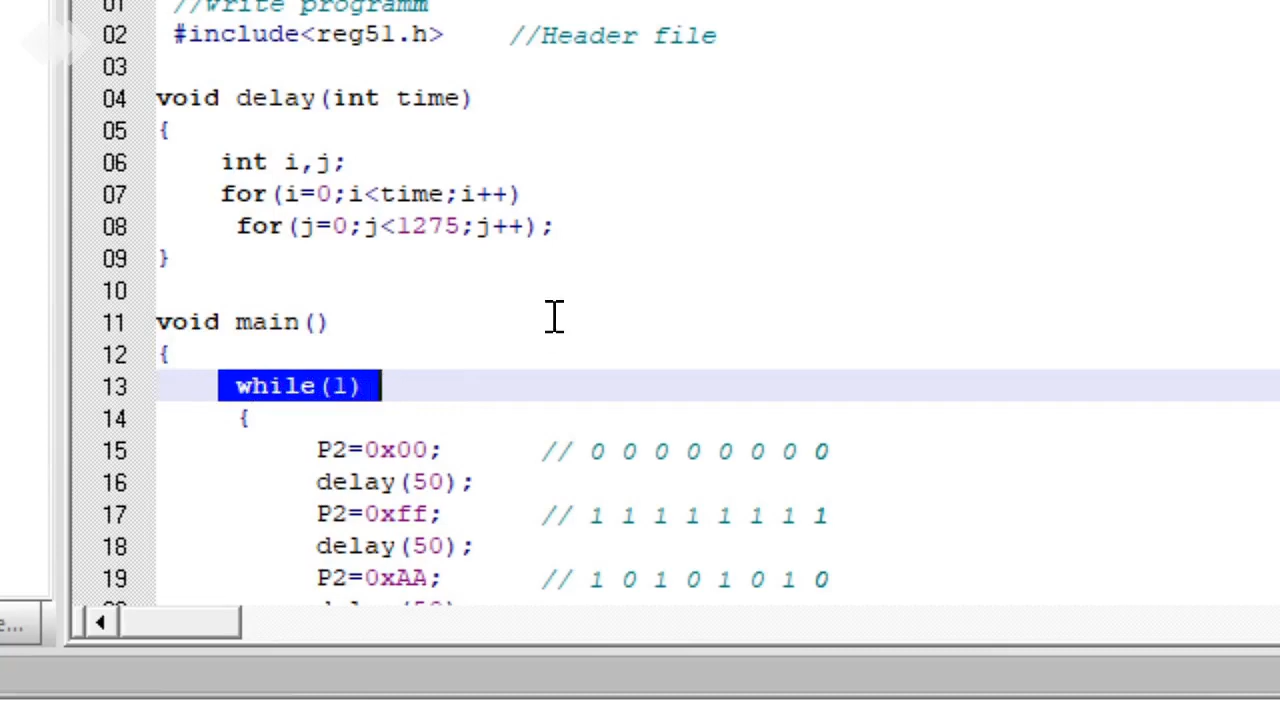 01 //write programm
02 #include<reg51.h> //Header file
03
04 void delay(int time)
05 {
06 int i,j;
07 for(i=0;i<time;i++)
08 for(j=0;j<1275;j++);
09 }
10
11 void main()
12 {
13 while(1)
14 {
15 P2=0x00; // 0 0 0 0 0 0 0 0
16 delay(50);
17 P2=0xff; // 1 1 1 1 1 1 1 1
18 delay(50);
19 P2=0xAA; // 1 0 1 0 1 0 1 0
e...